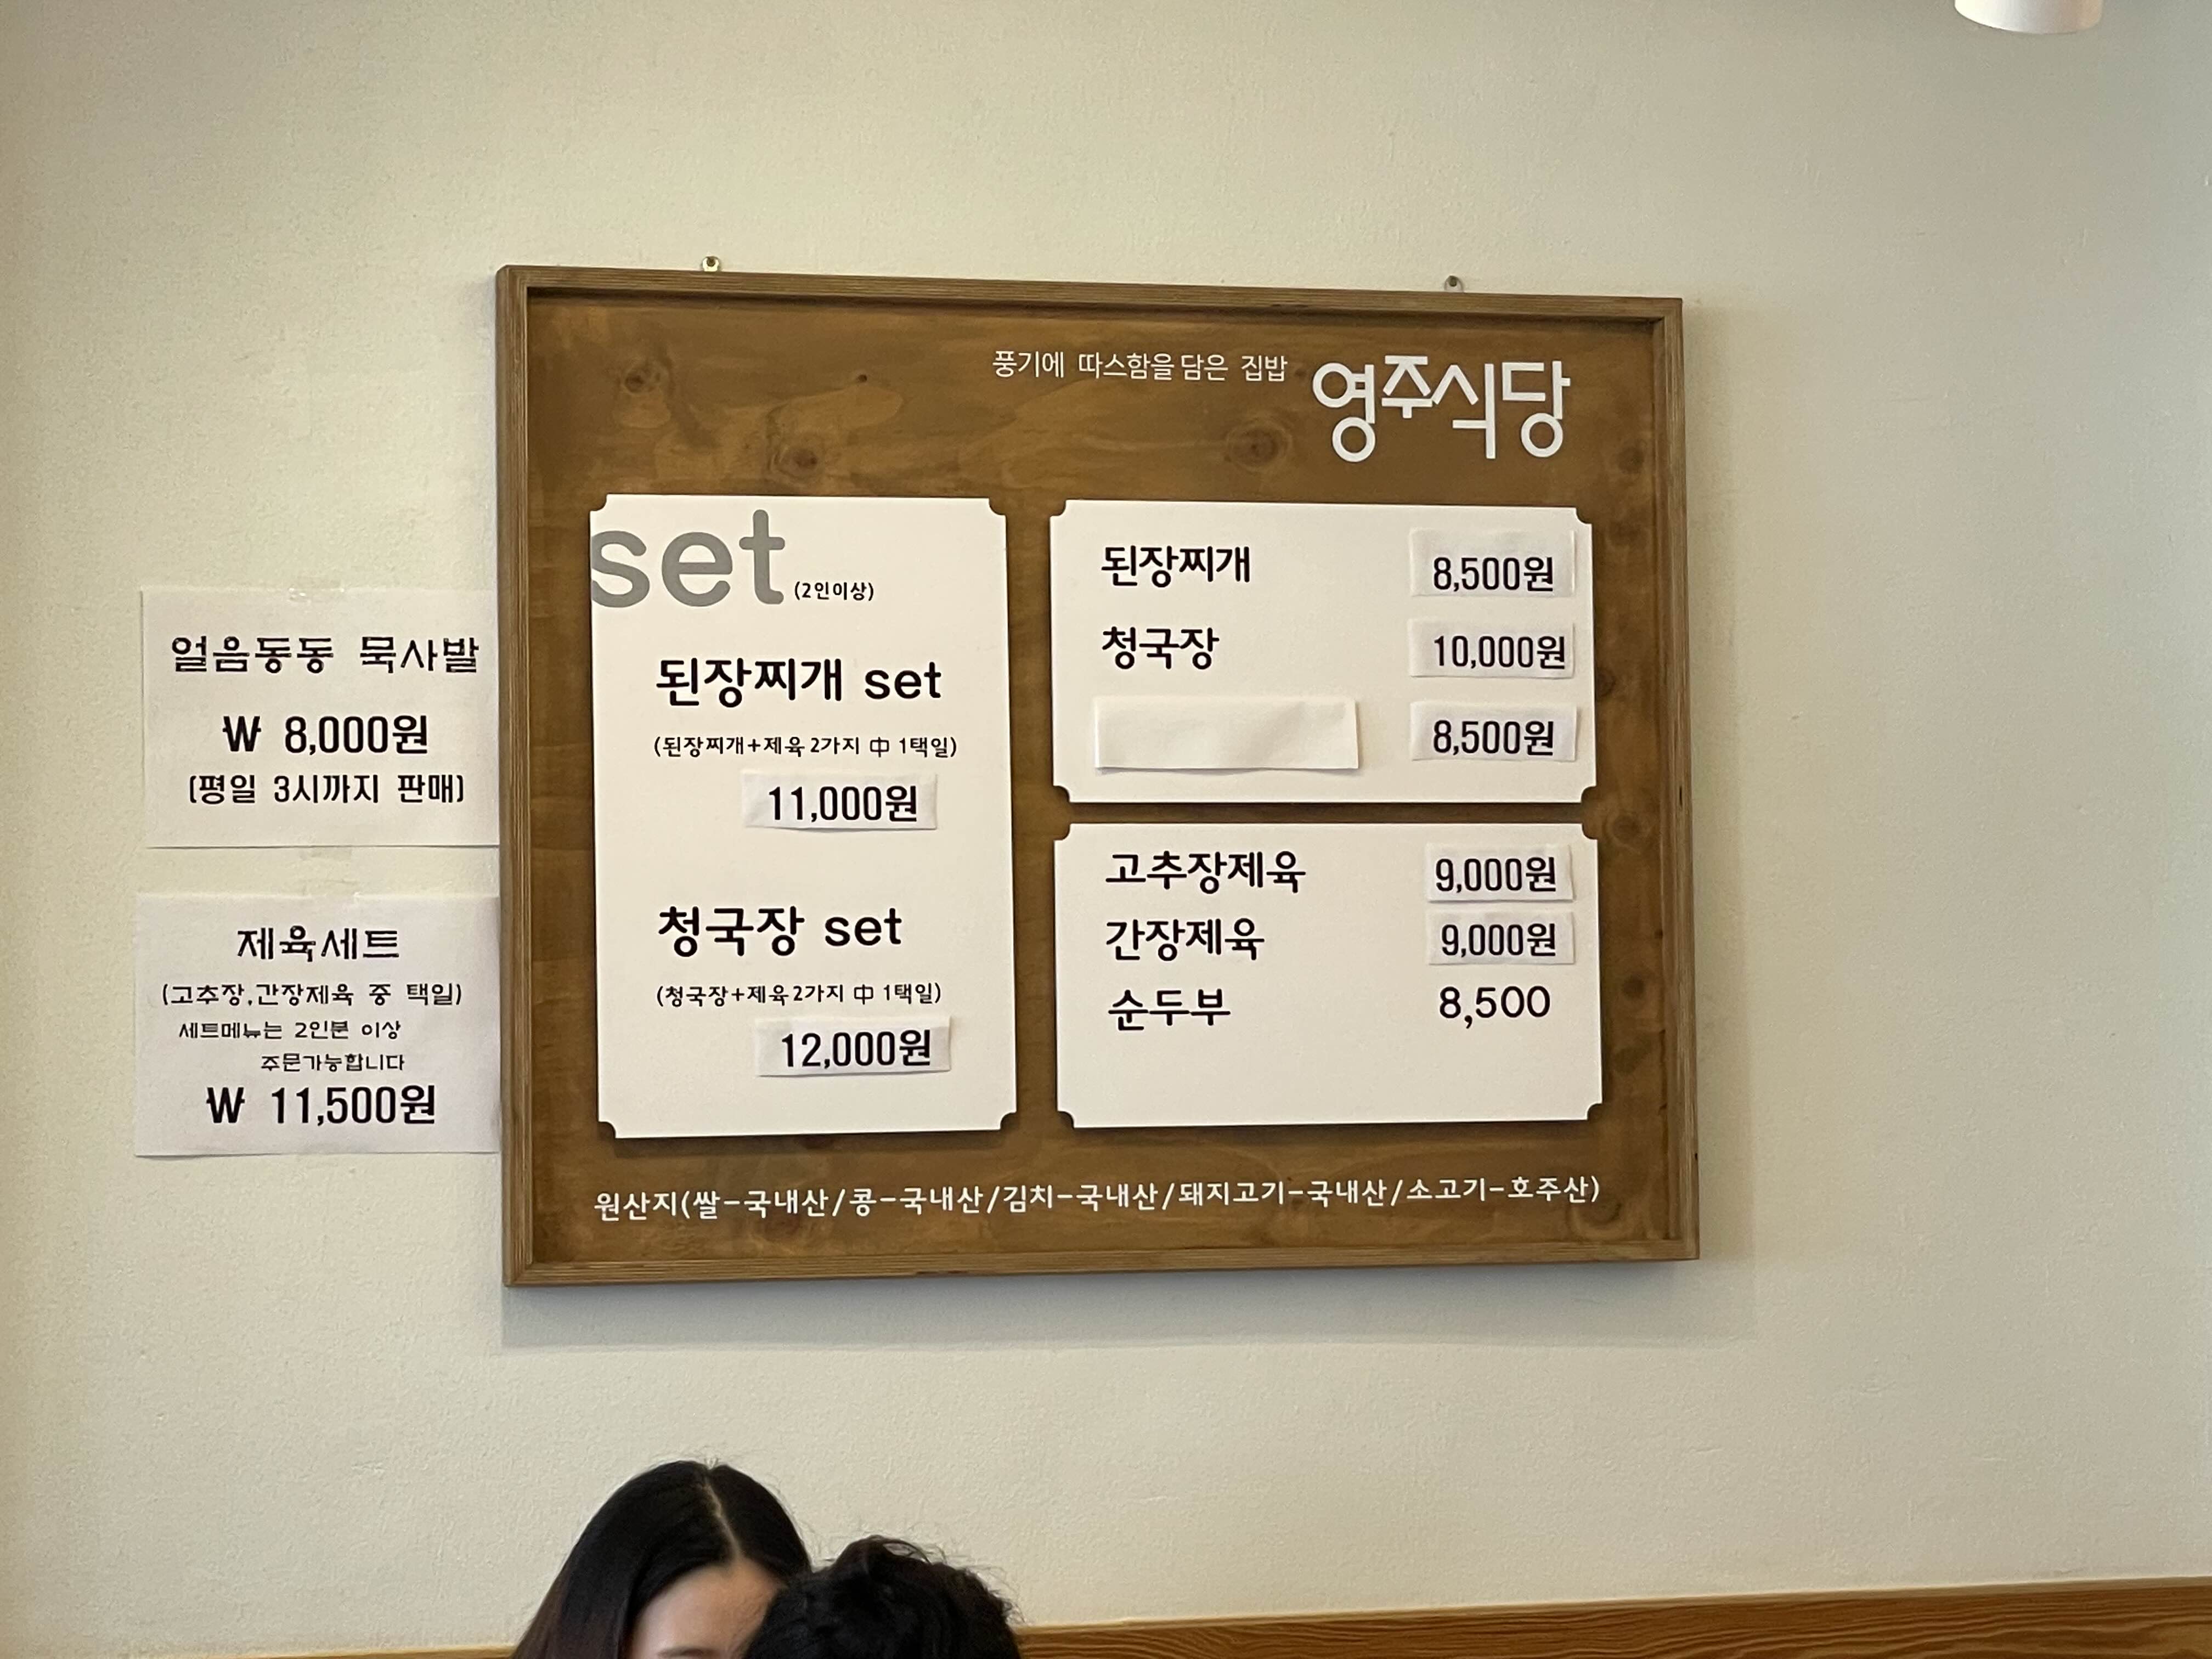 얼음동동 묵사발
₩ 8,000원
(평일 3시까지 판매)
제육세트
(고추장,간장제육 중 택일)
세트메뉴는 2인분 이상
주문가능합니다
₩ 11,500원
풍기에 따스함을 담은 집밥 영주식당
set (2인이상)
된장찌개 set
(된장찌개+제육 2가지 中 1택일)
11,000원
청국장 set
(청국장+제육 2가지 中 1택일)
12,000원
된장찌개 8,500원
청국장 10,000원
8,500원
고추장제육 9,000원
간장제육 9,000원
순두부 8,500
원산지(쌀-국내산/콩-국내산/김치-국내산/돼지고기-국내산/소고기-호주산)